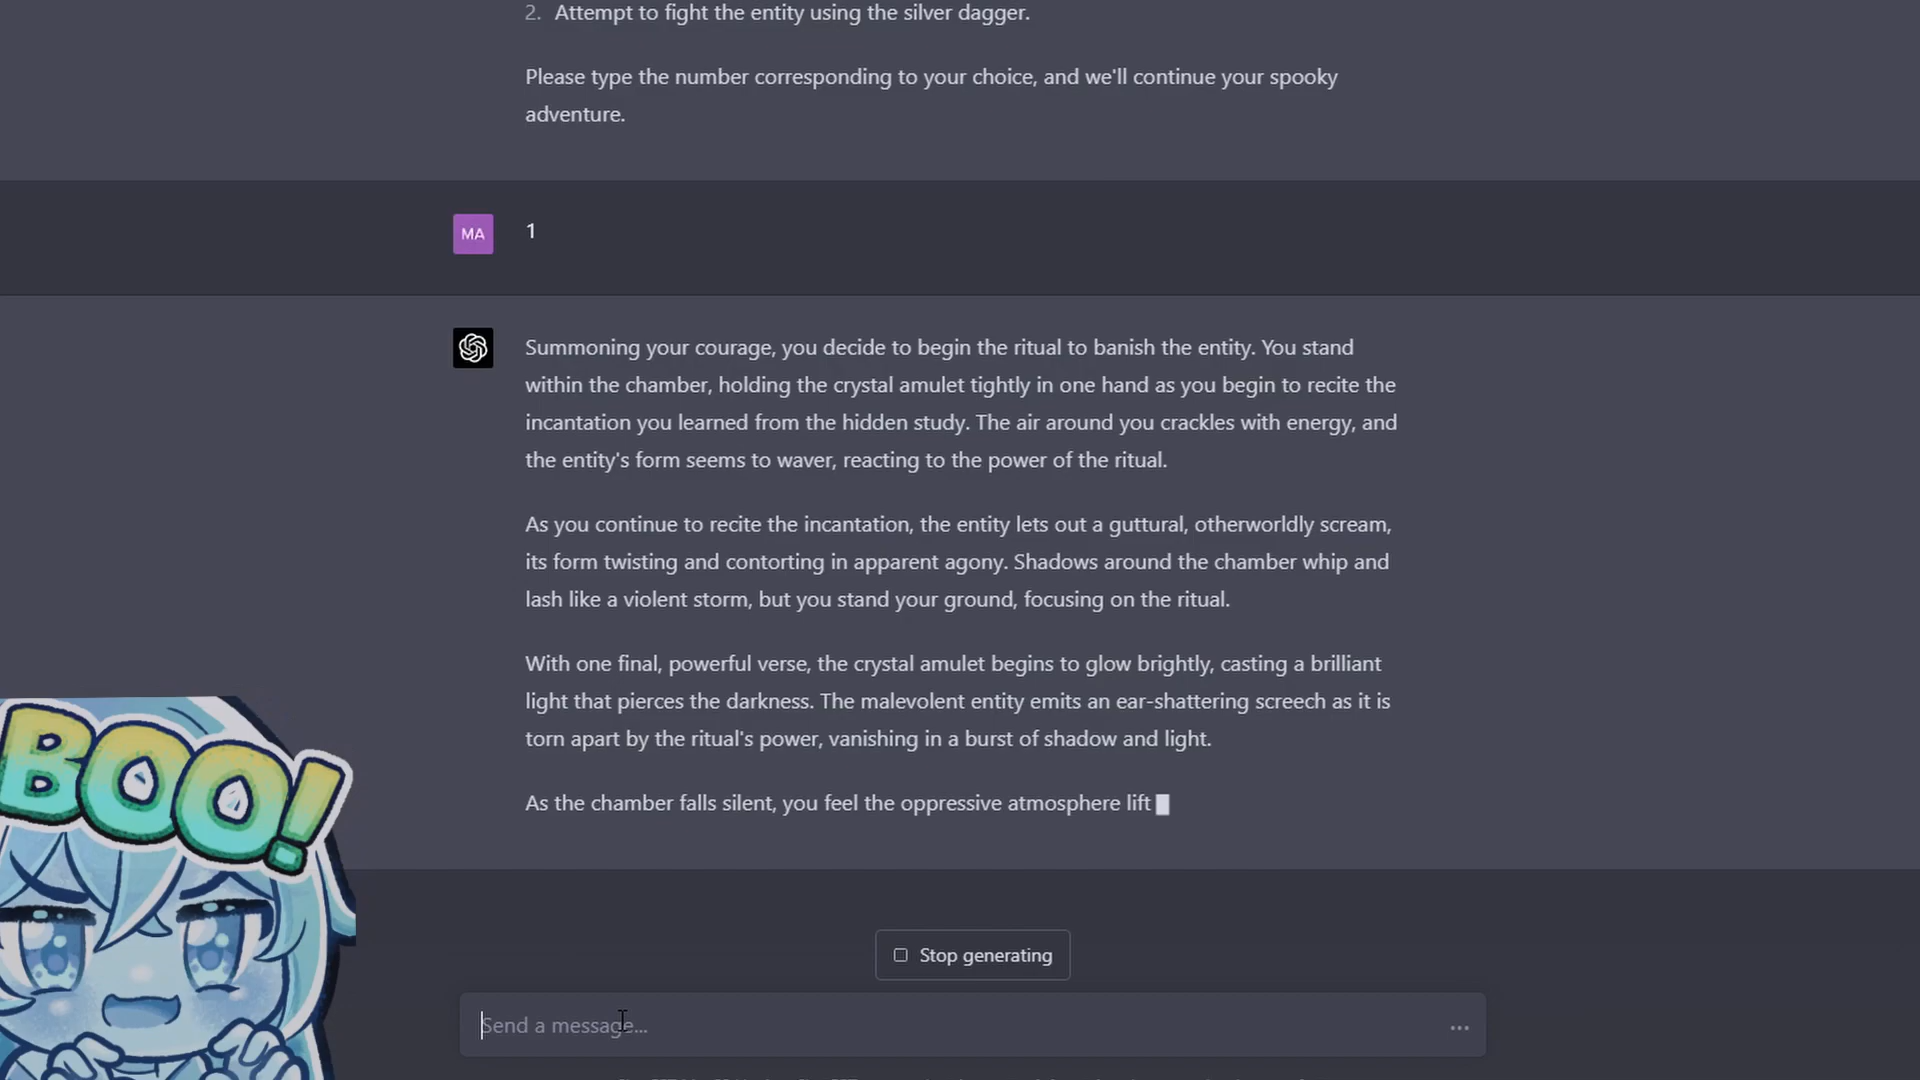 2. Attempt to fight the entity using the silver dagger.
Please type the number corresponding to your choice, and we'll continue your spooky
adventure.
MA
1
Summoning your courage, you decide to begin the ritual to banish the entity. You stand
within the chamber, holding the crystal amulet tightly in one hand as you begin to recite the
incantation you learned from the hidden study. The air around you crackles with energy, and
the entity's form seems to waver, reacting to the power of the ritual.
As you continue to recite the incantation, the entity lets out a guttural, otherworldly scream,
its form twisting and contorting in apparent agony. Shadows around the chamber whip and
lash like a violent storm, but you stand your ground, focusing on the ritual.
With one final, powerful verse, the crystal amulet begins to glow brightly, casting a brilliant
light that pierces the darkness. The malevolent entity emits an ear-shattering screech as it is
torn apart by the ritual's power, vanishing in a burst of shadow and light.
As the chamber falls silent, you feel the oppressive atmosphere lift
BOO!
Stop generating
Send a message...